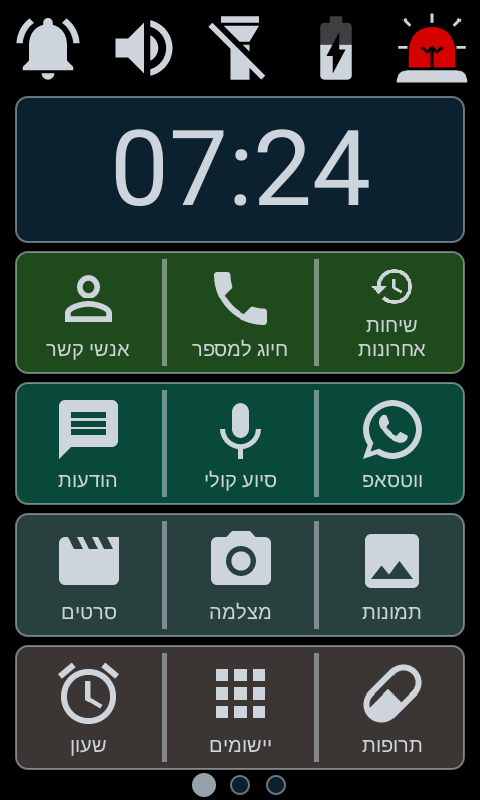 07:24
שיחות
אחרונות
חיוג למספר
אנשי קשר
ווטסאפ
סיוע קולי
הודעות
תמונות
מצלמה
סרטים
תרופות
יישומים
שעון